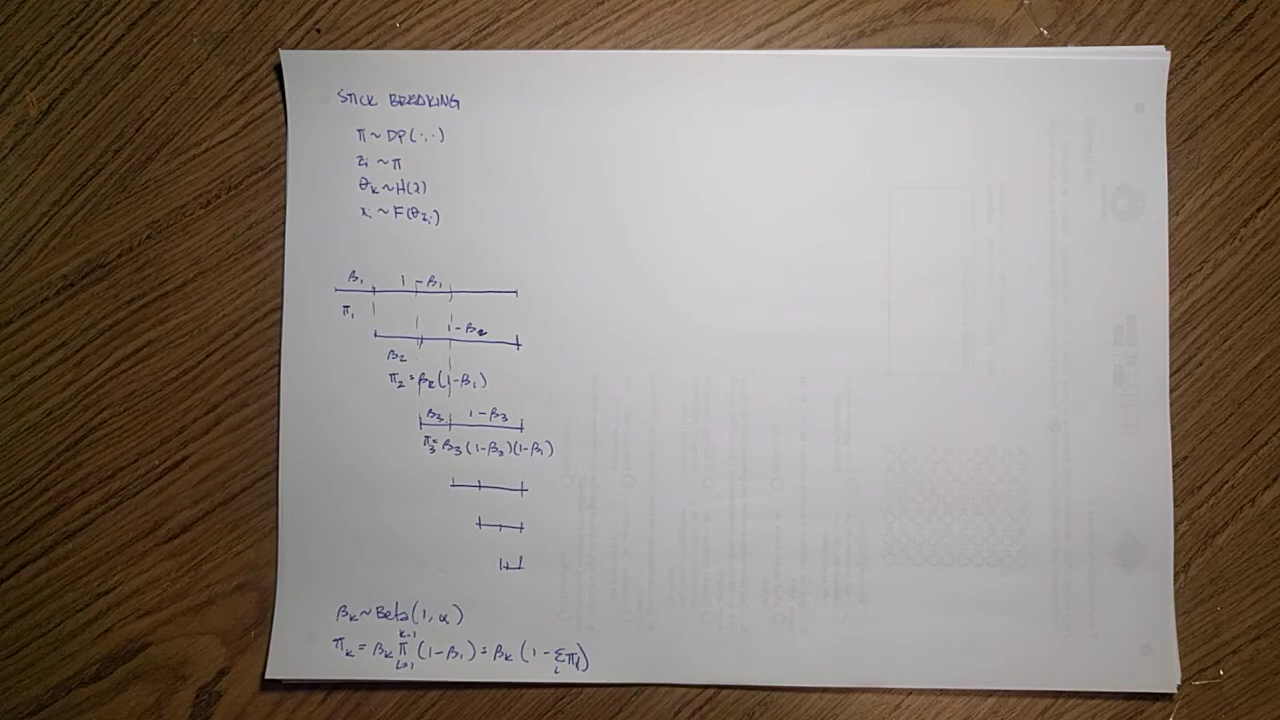 STICK BREAKING
π ~ DP(·,·)
zᵢ ~ π
θₖ ~ H(λ)
xᵢ ~ F(θ_zᵢ)
β₁ 1-β₁
π₁
1-β₂
β₂
π₂ = β₂(1-β₁)
β₃ 1-β₃
π₃ = β₃(1-β₂)(1-β₁)
βₖ ~ Beta(1, α)
πₖ = βₖ ∏_{l=1}^{k-1} (1-βₗ) = βₖ (1 - Σ_l πₗ)